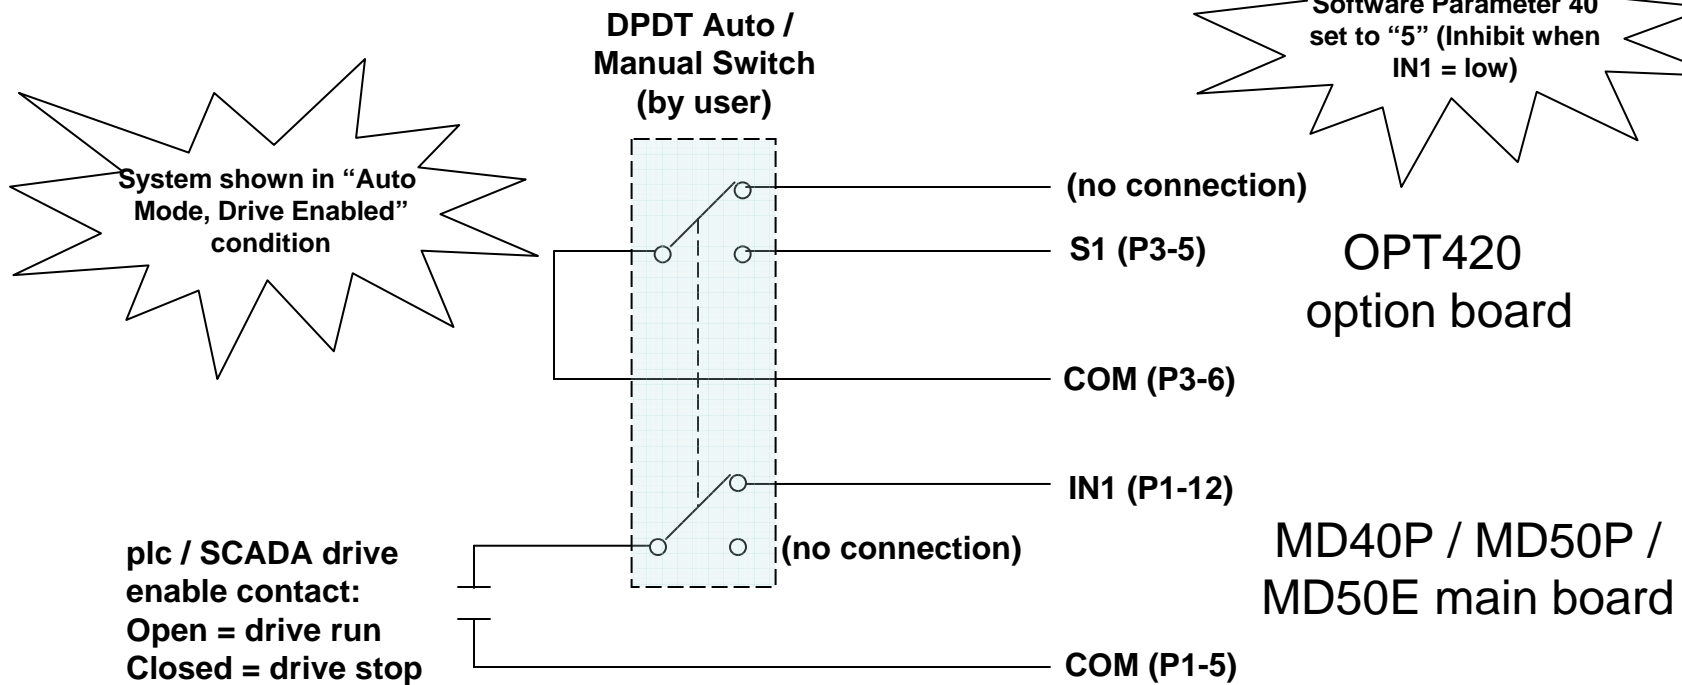 DPDT Auto /
Manual Switch
(by user)
Software Parameter 40
set to “5” (Inhibit when
IN1 = low)
System shown in “Auto
Mode, Drive Enabled”
condition
(no connection)
S1 (P3-5)
OPT420
option board
COM (P3-6)
IN1 (P1-12)
(no connection)
MD40P / MD50P /
MD50E main board
plc / SCADA drive
enable contact:
Open = drive run
Closed = drive stop
COM (P1-5)